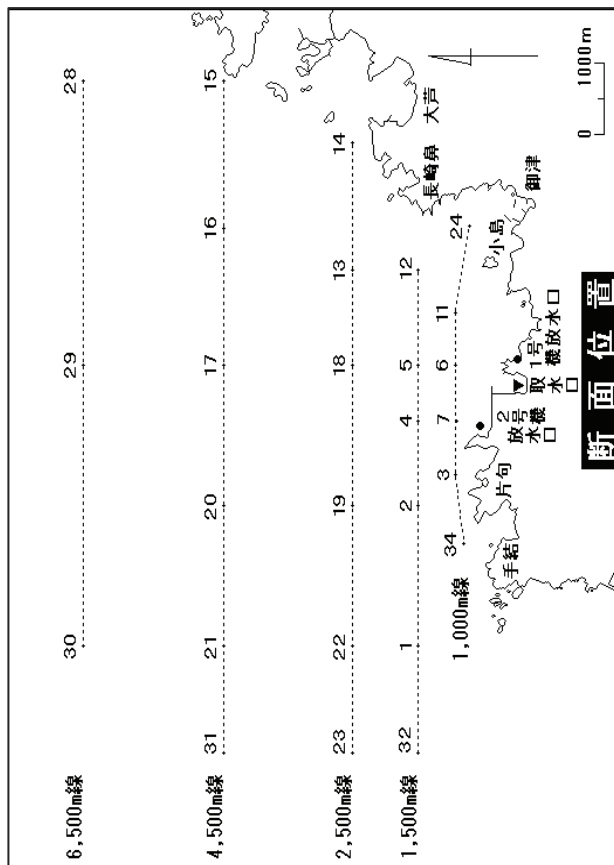 6,500m線 30 29 28
4,500m線 31 21 20 17 16 15
2,500m線 23 22 19 18 13 14
1,500m線 32 1 2 4 5 12
1,000m線 34 3 7 6 11 24
手結
片句
2号機
放水口
取水口
1号機放水口
小島
御津
長崎鼻
大芦
0 1000m
断面位置